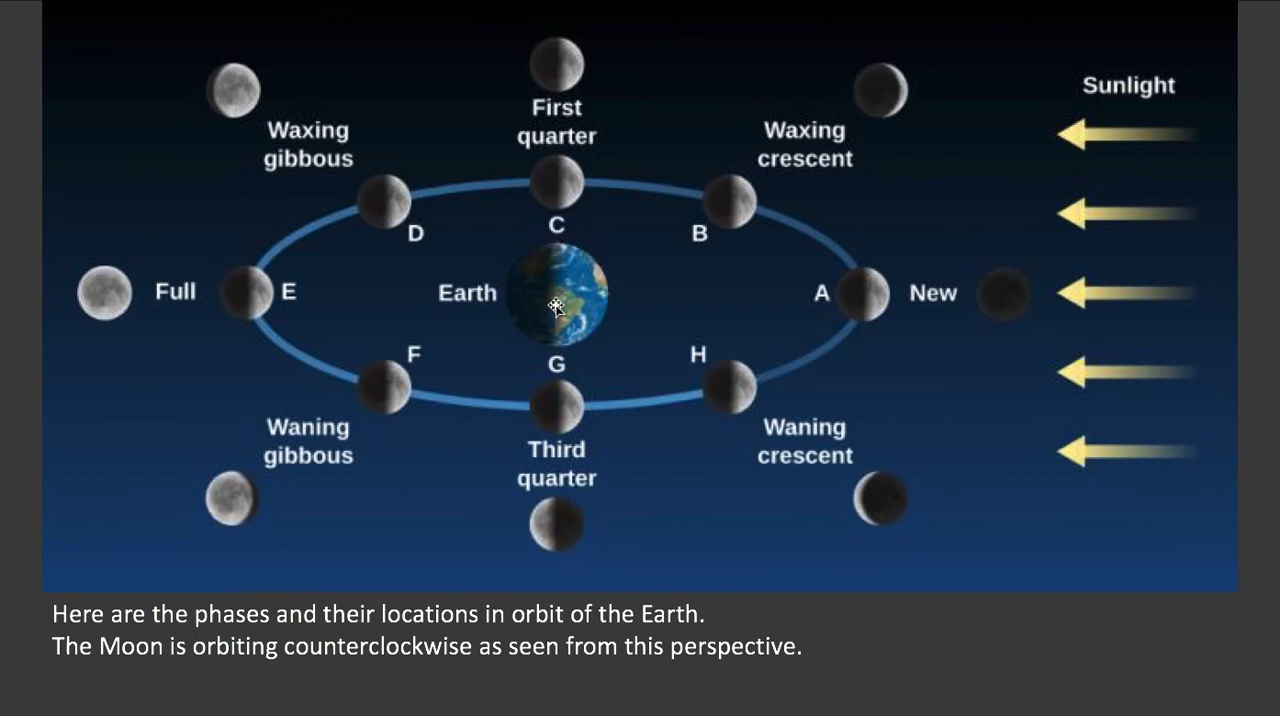 Sunlight
First
quarter
Waxing
gibbous
Waxing
crescent
C
D
B
Full
E
Earth
A
New
F
G
H
Waning
gibbous
Third
quarter
Waning
crescent
Here are the phases and their locations in orbit of the Earth.
The Moon is orbiting counterclockwise as seen from this perspective.